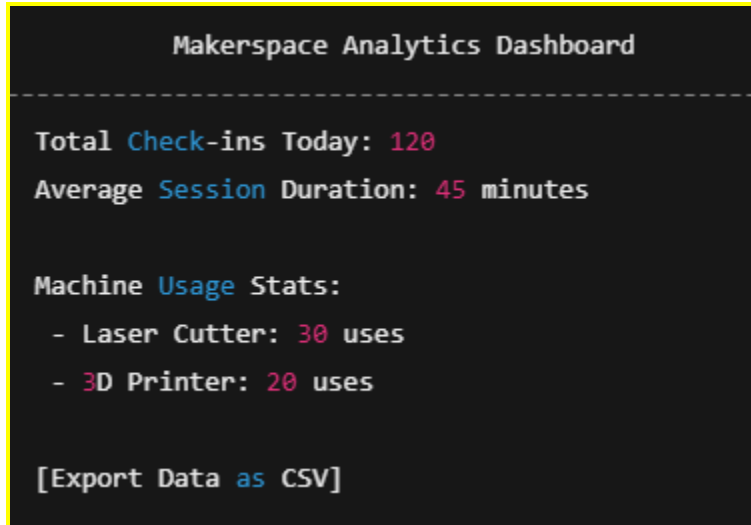 Makerspace Analytics Dashboard
--------------------------------------------------
Total Check-ins Today: 120
Average Session Duration: 45 minutes
Machine Usage Stats:
- Laser Cutter: 30 uses
- 3D Printer: 20 uses
[Export Data as CSV]